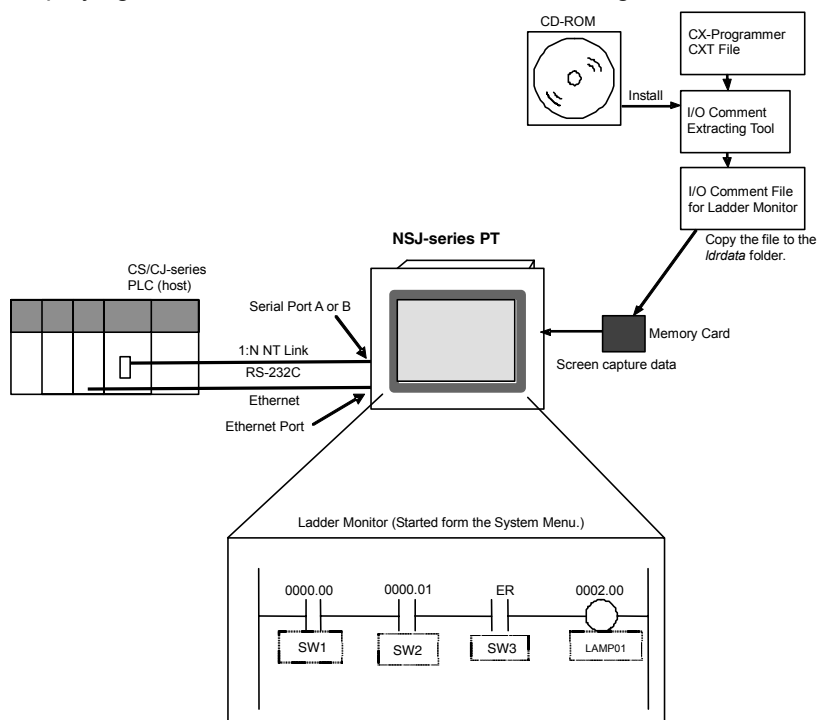 CD-ROM
CX-Programmer
CXT File
Install
I/O Comment
Extracting Tool
I/O Comment File
for Ladder Monitor
Copy the file to the
ldrdata folder.
NSJ-series PT
CS/CJ-series
PLC (host)
Serial Port A or B
1:N NT Link
RS-232C
Ethernet
Ethernet Port
Memory Card
Screen capture data
Ladder Monitor (Started form the System Menu.)
0000.00 0000.01 ER 0002.00
SW1 SW2 SW3 LAMP01